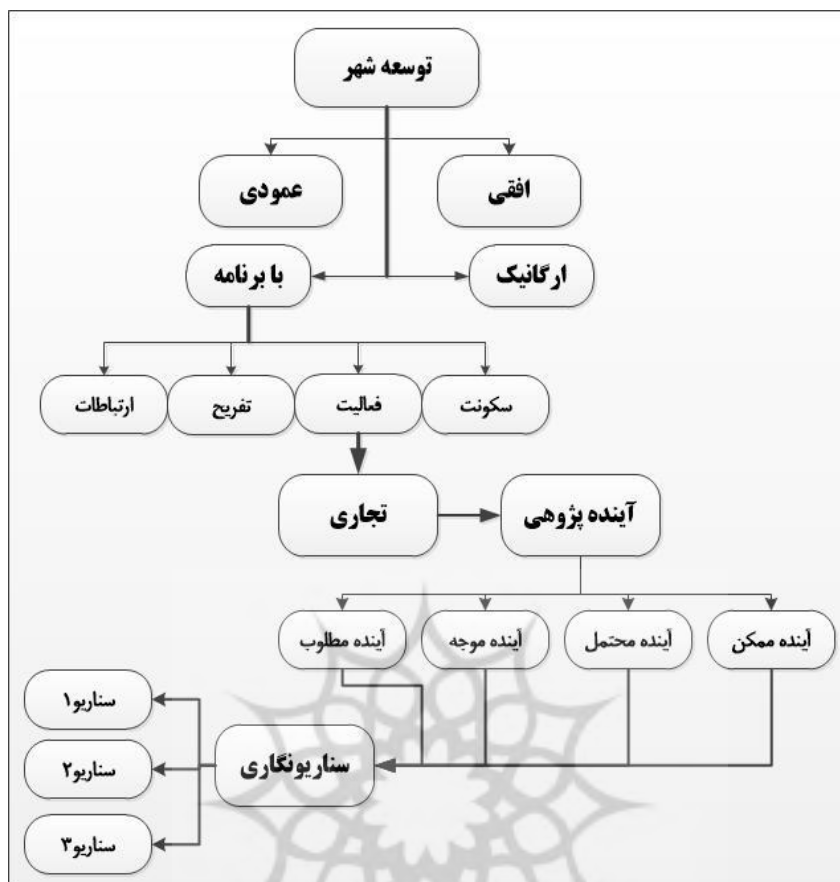 توسعه شهر
افقی
عمودی
ارگانیک
با برنامه
سکونت
فعالیت
تفریح
ارتباطات
تجاری
آینده پژوهی
آینده ممکن
آینده محتمل
آینده موجه
آینده مطلوب
سناریونگاری
سناریو۱
سناریو۲
سناریو۳